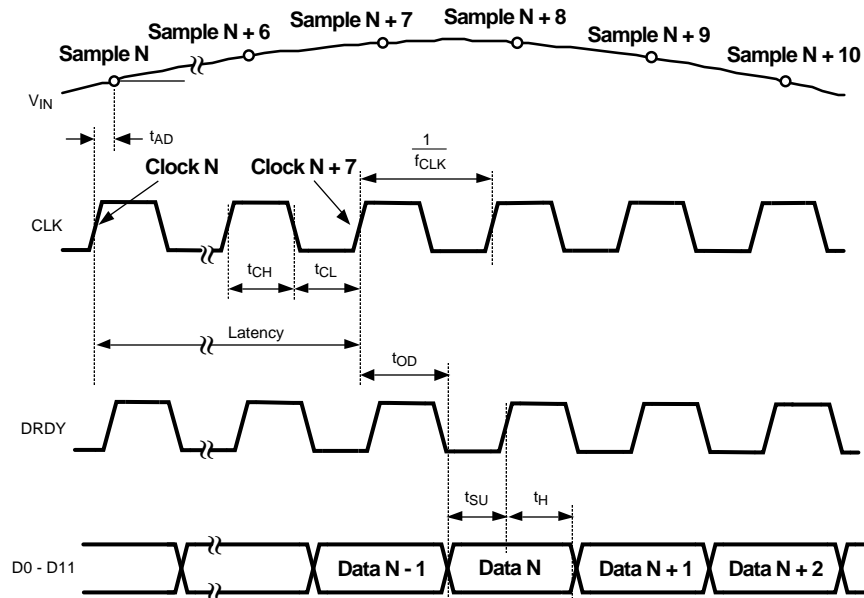 Sample N
Sample N + 6
Sample N + 7
Sample N + 8
Sample N + 9
Sample N + 10
VIN
tAD
Clock N
Clock N + 7
1
fCLK
CLK
tCH
tCL
Latency
tOD
DRDY
tSU
tH
D0 - D11
Data N - 1
Data N
Data N + 1
Data N + 2